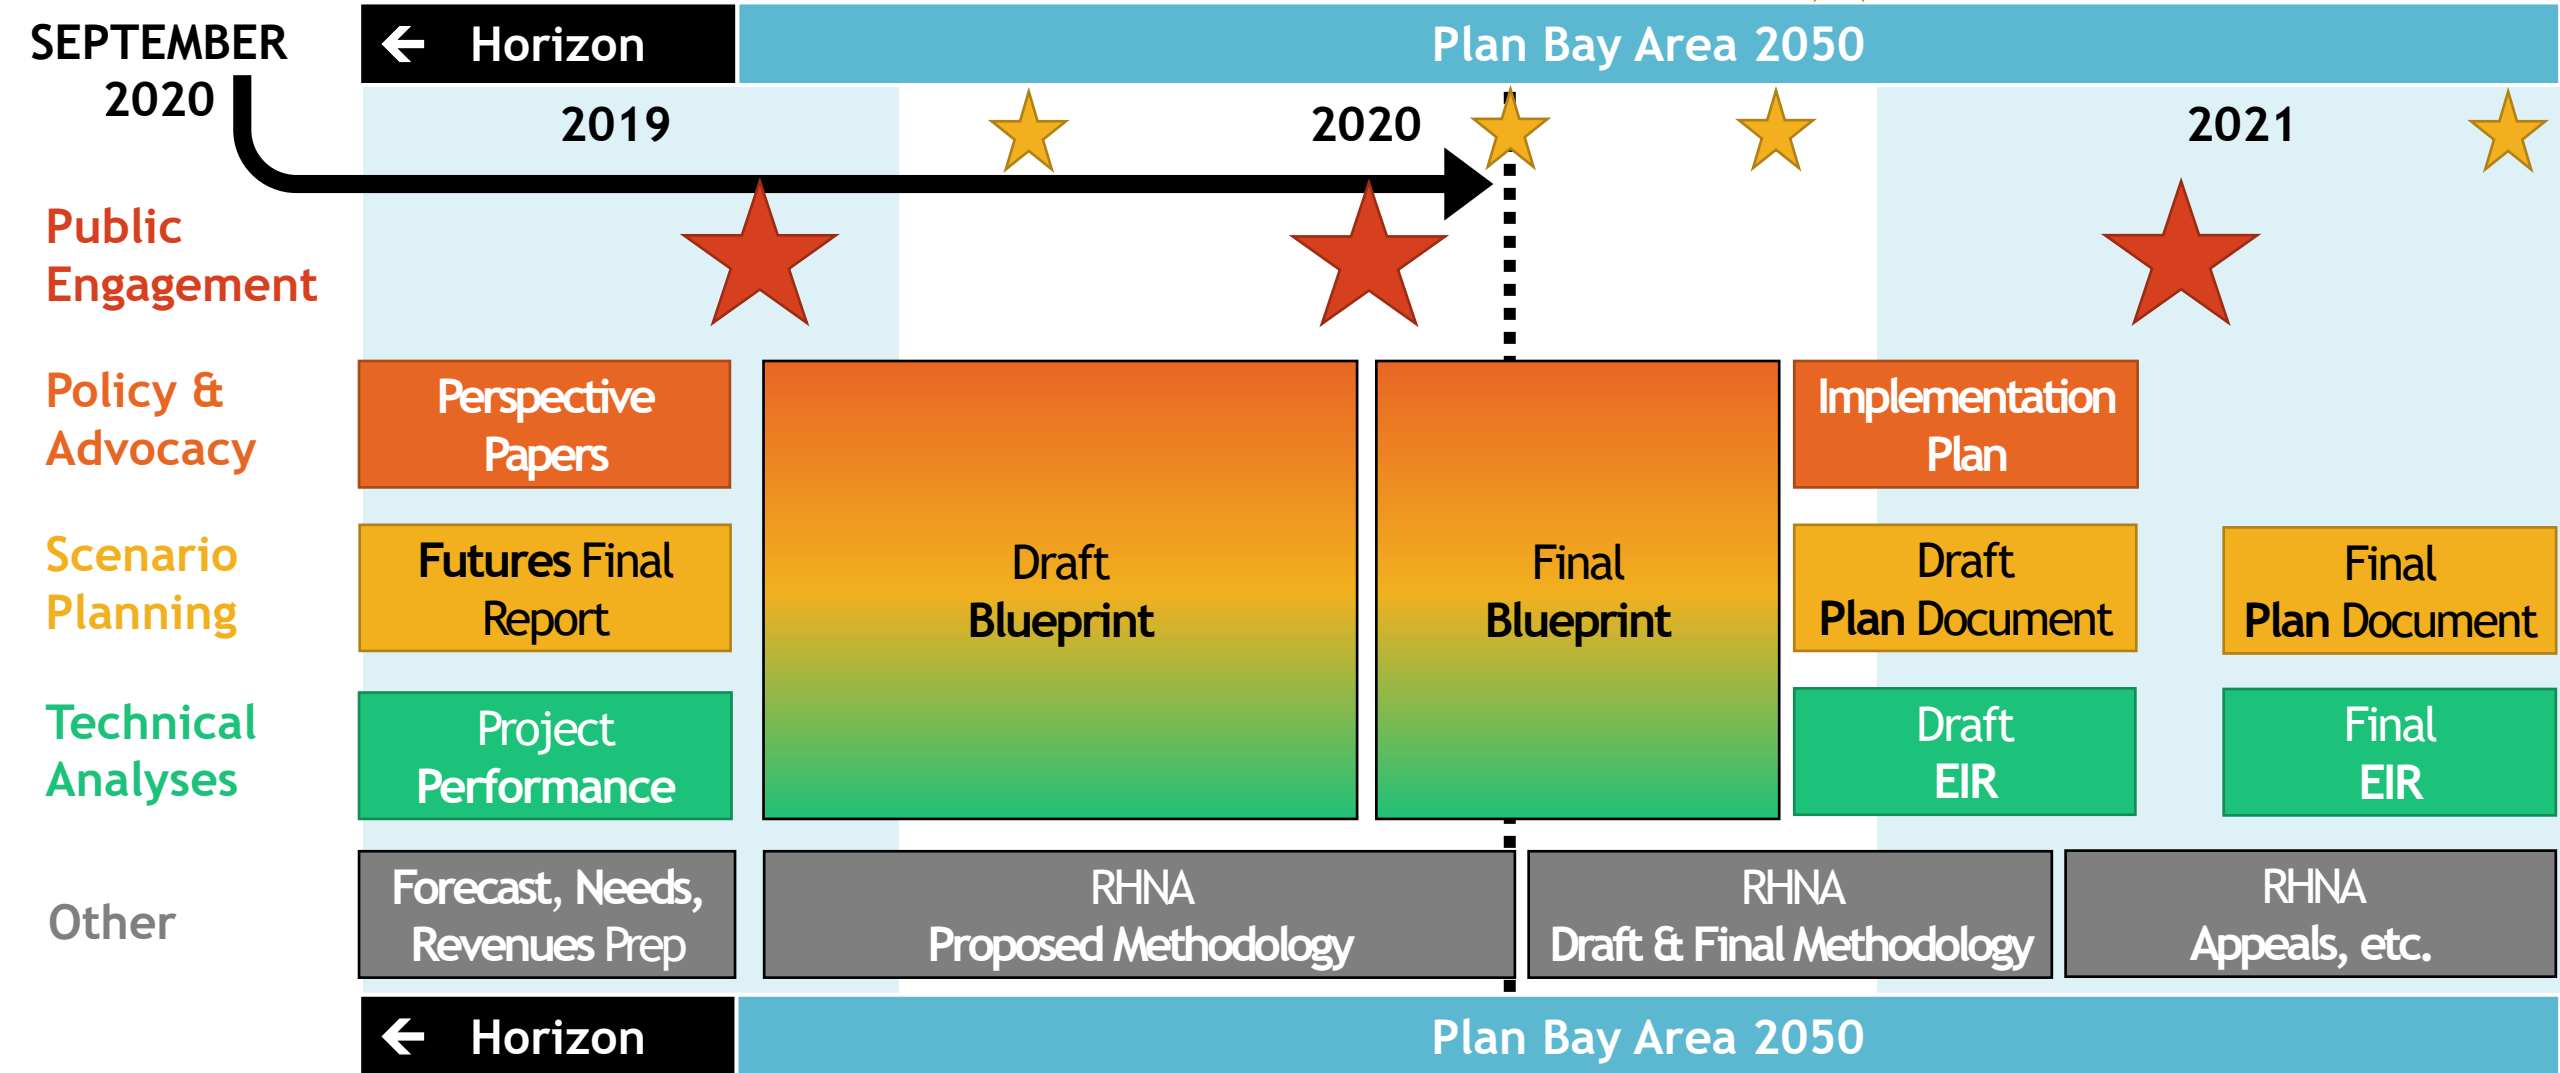 SEPTEMBER
2020
Horizon
Plan Bay Area 2050
2019
2020
2021
Public
Engagement
Policy &
Advocacy
Perspective
Papers
Implementation
Plan
Scenario
Planning
Futures Final
Report
Draft
Blueprint
Final
Blueprint
Draft
Plan Document
Final
Plan Document
Technical
Analyses
Project
Performance
Draft
EIR
Final
EIR
Other
Forecast, Needs,
Revenues Prep
RHNA
Proposed Methodology
RHNA
Draft & Final Methodology
RHNA
Appeals, etc.
Horizon
Plan Bay Area 2050